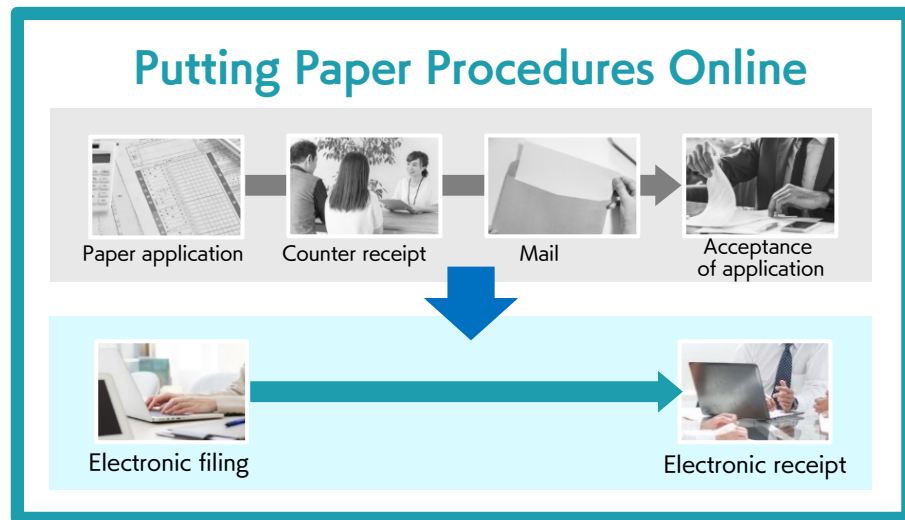 Putting Paper Procedures Online
Paper application
Counter receipt
Mail
Acceptance
of application
Electronic filing
Electronic receipt